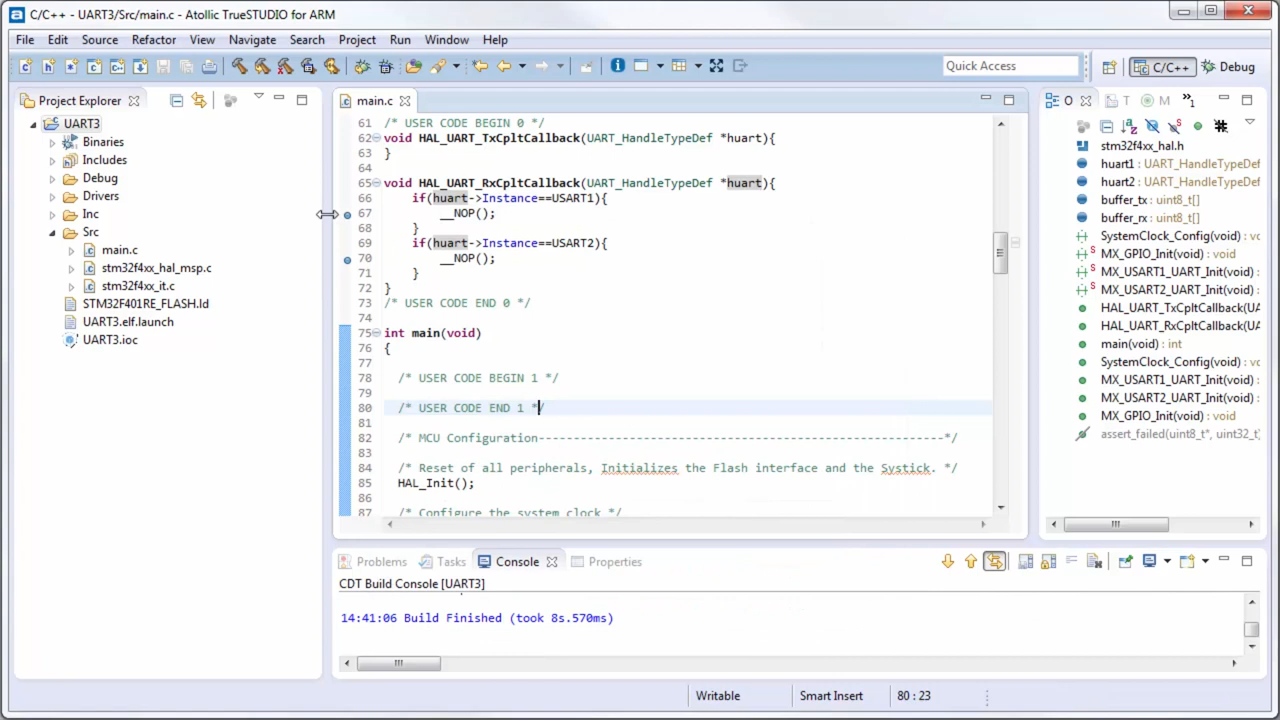 C/C++ - UART3/Src/main.c - Atollic TrueSTUDIO for ARM
File Edit Source Refactor View Navigate Search Project Run Window Help
Quick Access
C/C++
Debug
Project Explorer
UART3
Binaries
Includes
Debug
Drivers
Inc
Src
main.c
stm32f4xx_hal_msp.c
stm32f4xx_it.c
STM32F401RE_FLASH.ld
UART3.elf.launch
UART3.ioc
main.c
61 /* USER CODE BEGIN 0 */
62 void HAL_UART_TxCpltCallback(UART_HandleTypeDef *huart){
63 }
64
65 void HAL_UART_RxCpltCallback(UART_HandleTypeDef *huart){
66 if(huart->Instance==USART1){
67 __NOP();
68 }
69 if(huart->Instance==USART2){
70 __NOP();
71 }
72 }
73 /* USER CODE END 0 */
74
75 int main(void)
76 {
77
78 /* USER CODE BEGIN 1 */
79
80 /* USER CODE END 1 */
81
82 /* MCU Configuration----------------------------------------------------------*/
83
84 /* Reset of all peripherals, Initializes the Flash interface and the Systick. */
85 HAL_Init();
86
87 /* Configure the system clock */
O T M »1
stm32f4xx_hal.h
huart1 : UART_HandleTypeDef
huart2 : UART_HandleTypeDef
buffer_tx : uint8_t[]
buffer_rx : uint8_t[]
SystemClock_Config(void) : vo
MX_GPIO_Init(void) : void
MX_USART1_UART_Init(void) :
MX_USART2_UART_Init(void) :
HAL_UART_TxCpltCallback(UA
HAL_UART_RxCpltCallback(UA
main(void) : int
SystemClock_Config(void) : vo
MX_USART1_UART_Init(void) :
MX_USART2_UART_Init(void) :
MX_GPIO_Init(void) : void
assert_failed(uint8_t*, uint32_t)
Problems Tasks Console Properties
CDT Build Console [UART3]
14:41:06 Build Finished (took 8s.570ms)
Writable Smart Insert 80 : 23